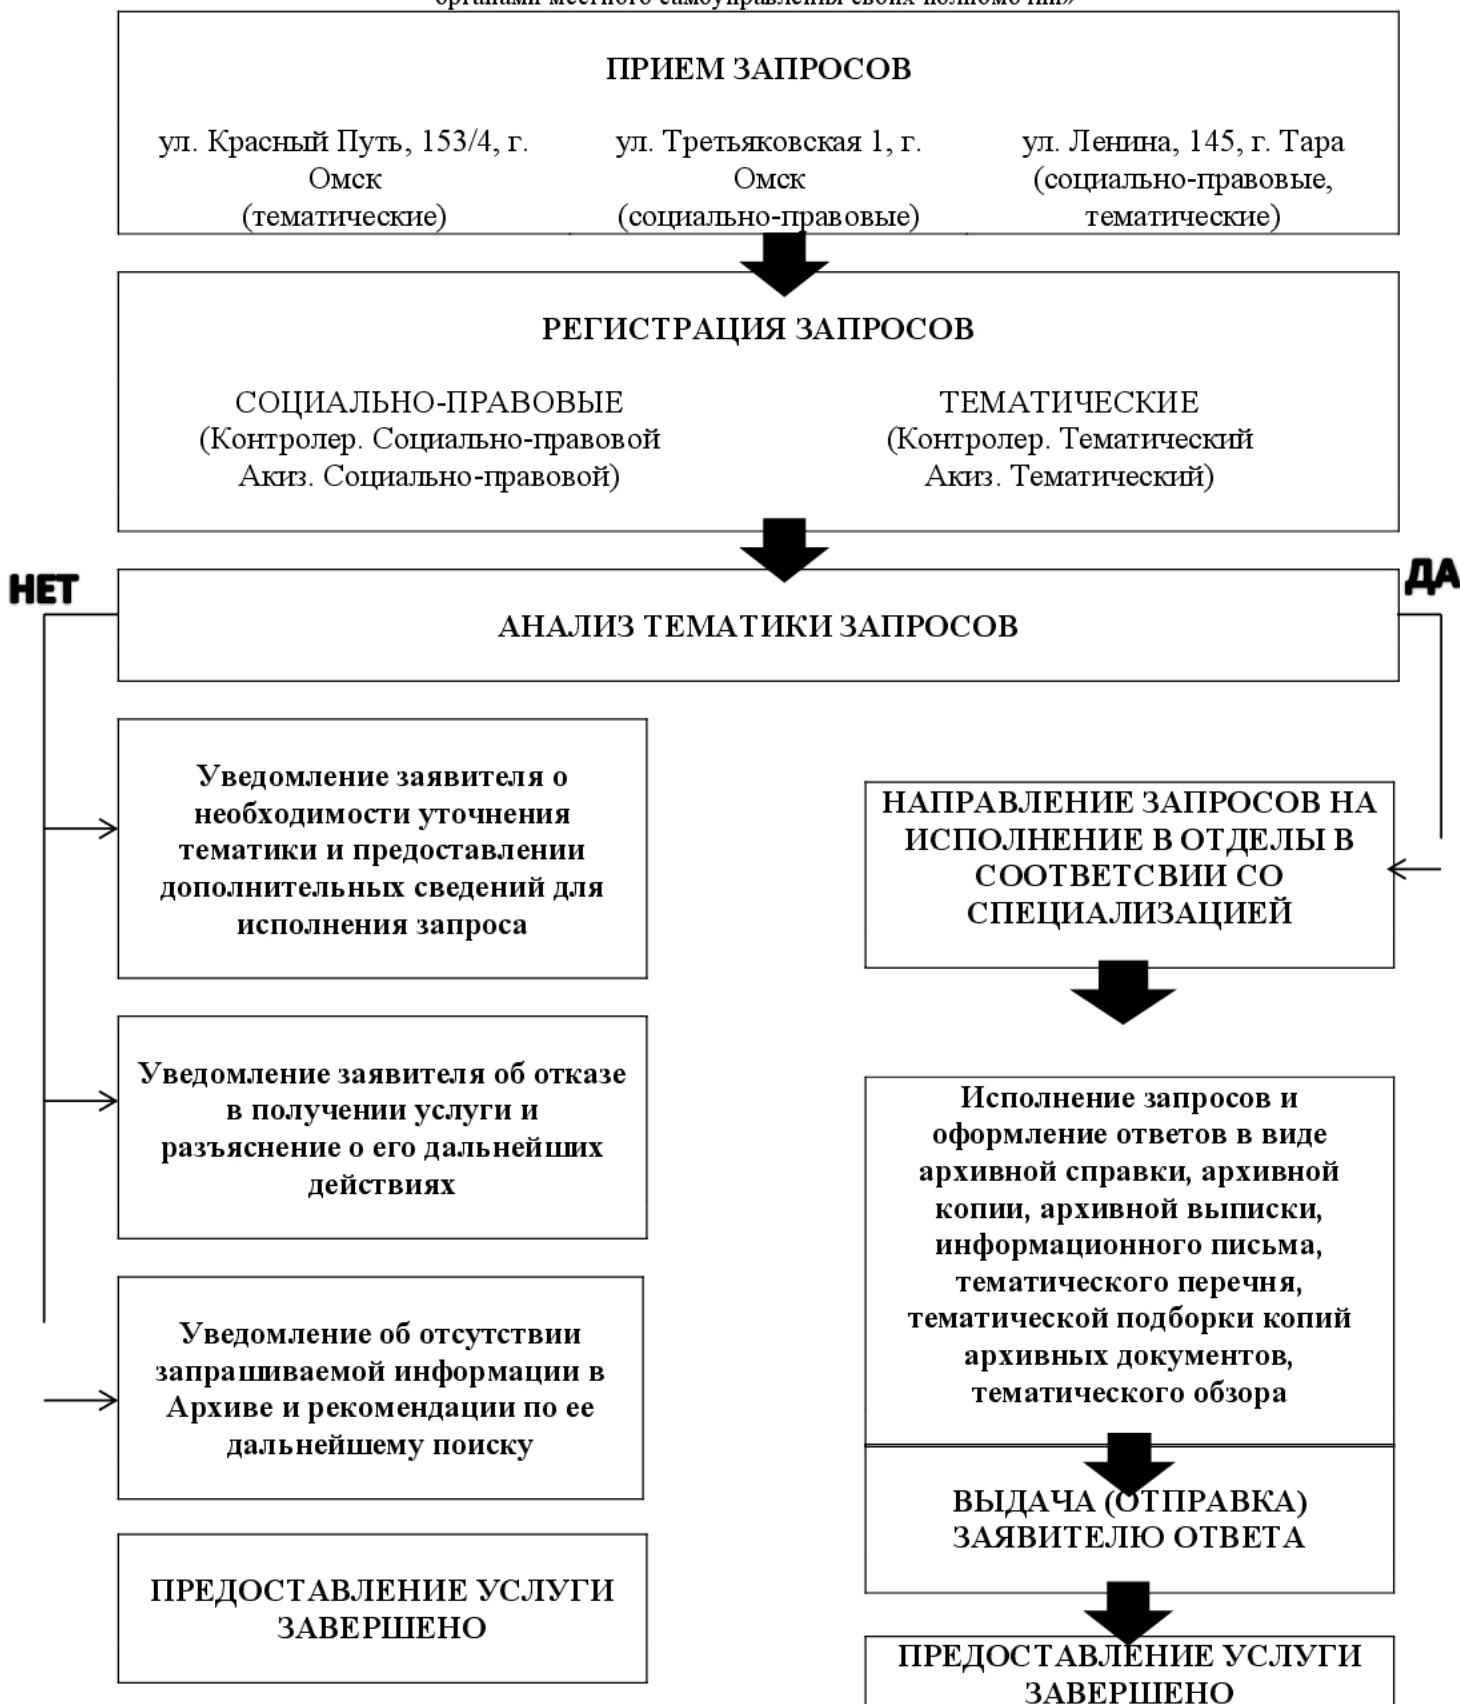 органами местного самоуправления своих полномочий»
ПРИЕМ ЗАПРОСОВ
ул. Красный Путь, 153/4, г.
Омск
(тематические)
ул. Третьяковская 1, г.
Омск
(социально-правовые)
ул. Ленина, 145, г. Тара
(социально-правовые,
тематические)
РЕГИСТРАЦИЯ ЗАПРОСОВ
СОЦИАЛЬНО-ПРАВОВЫЕ
(Контролер. Социально-правовой
Акиз. Социально-правовой)
ТЕМАТИЧЕСКИЕ
(Контролер. Тематический
Акиз. Тематический)
НЕТ
ДА
АНАЛИЗ ТЕМАТИКИ ЗАПРОСОВ
Уведомление заявителя о
необходимости уточнения
тематики и предоставлении
дополнительных сведений для
исполнения запроса
Уведомление заявителя об отказе
в получении услуги и
разъяснение о его дальнейших
действиях
Уведомление об отсутствии
запрашиваемой информации в
Архиве и рекомендации по ее
дальнейшему поиску
ПРЕДОСТАВЛЕНИЕ УСЛУГИ
ЗАВЕРШЕНО
НАПРАВЛЕНИЕ ЗАПРОСОВ НА
ИСПОЛНЕНИЕ В ОТДЕЛЫ В
СООТВЕТСВИИ СО
СПЕЦИАЛИЗАЦИЕЙ
Исполнение запросов и
оформление ответов в виде
архивной справки, архивной
копии, архивной выписки,
информационного письма,
тематического перечня,
тематической подборки копий
архивных документов,
тематического обзора
ВЫДАЧА (ОТПРАВКА)
ЗАЯВИТЕЛЮ ОТВЕТА
ПРЕДОСТАВЛЕНИЕ УСЛУГИ
ЗАВЕРШЕНО